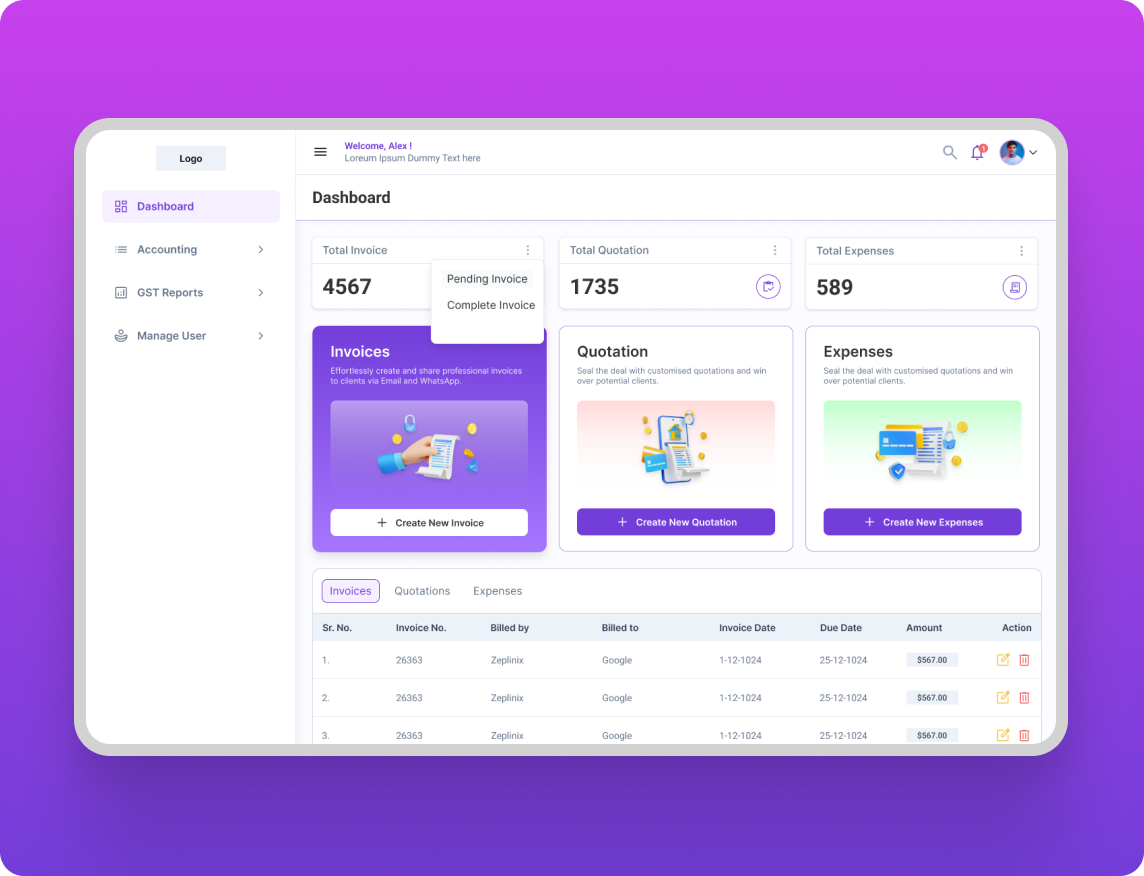 Logo
Welcome, Alex !
Loreum Ipsum Dummy Text here
1
Dashboard
Accounting
GST Reports
Manage User
Dashboard
Total Invoice
4567
Pending Invoice
Complete Invoice
Total Quotation
1735
Total Expenses
589
Invoices
Effortlessly create and share professional invoices
to clients via Email and WhatsApp.
+ Create New Invoice
Quotation
Seal the deal with customised quotations and win
over potential clients.
+ Create New Quotation
Expenses
Seal the deal with customised quotations and win
over potential clients.
+ Create New Expenses
Invoices Quotations Expenses
Sr. No. Invoice No. Billed by Billed to Invoice Date Due Date Amount Action
1. 26363 Zeplinix Google 1-12-1024 25-12-1024 $567.00
2. 26363 Zeplinix Google 1-12-1024 25-12-1024 $567.00
3. 26363 Zeplinix Google 1-12-1024 25-12-1024 $567.00